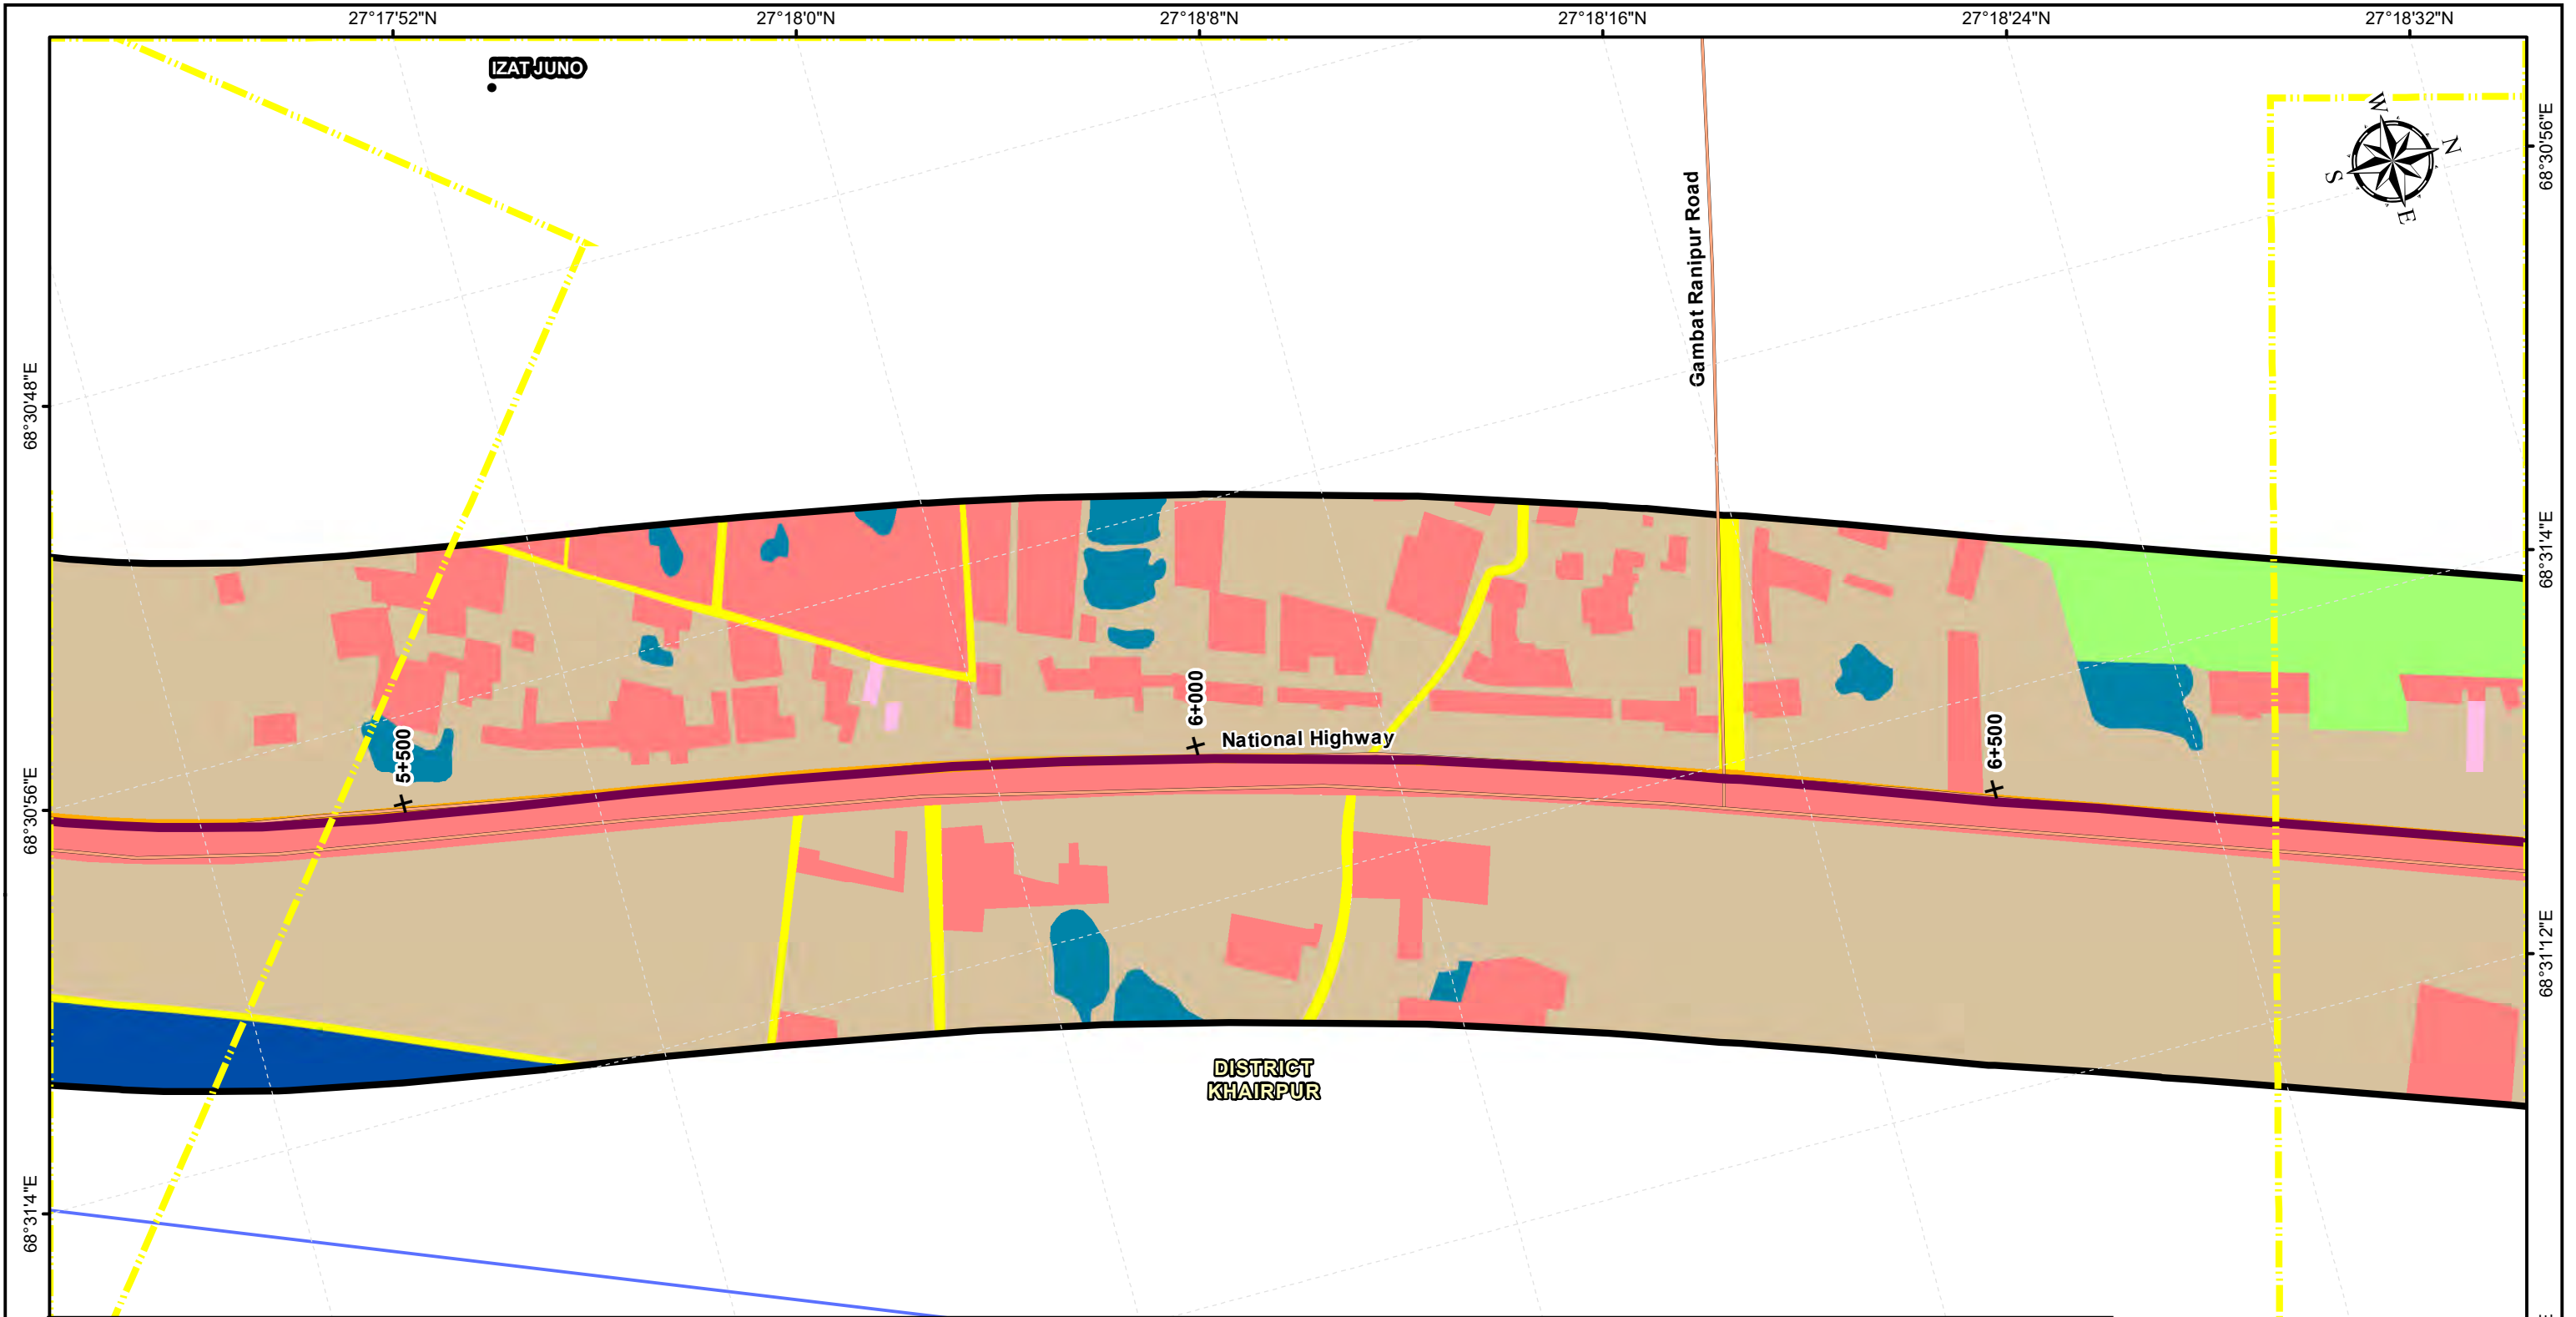 27°17'52"N
27°18'0"N
27°18'8"N
27°18'16"N
27°18'24"N
27°18'32"N
IZAT JUNO
W
N
S
E
68°30'56"E
Gambat Ranipur Road
68°30'48"E
68°31'4"E
6+000
National Highway
5+500
6+500
68°30'56"E
68°31'12"E
DISTRICT
KHAIRPUR
68°31'4"E